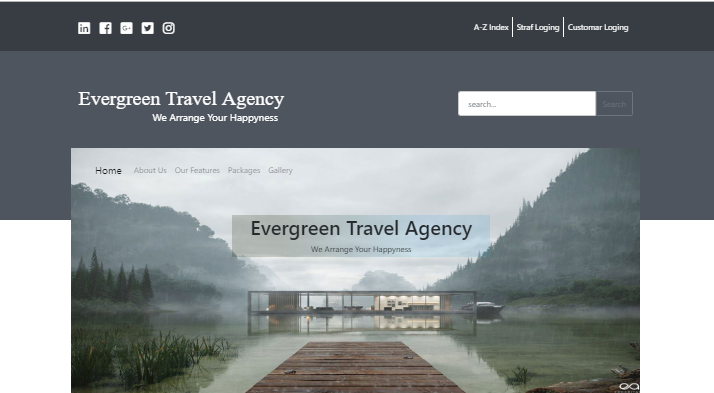 A-Z Index Straf Loging Customar Loging
Evergreen Travel Agency
We Arrange Your Happyness
search... Search
Home About Us Our Features Packages Gallery
Evergreen Travel Agency
We Arrange Your Happyness